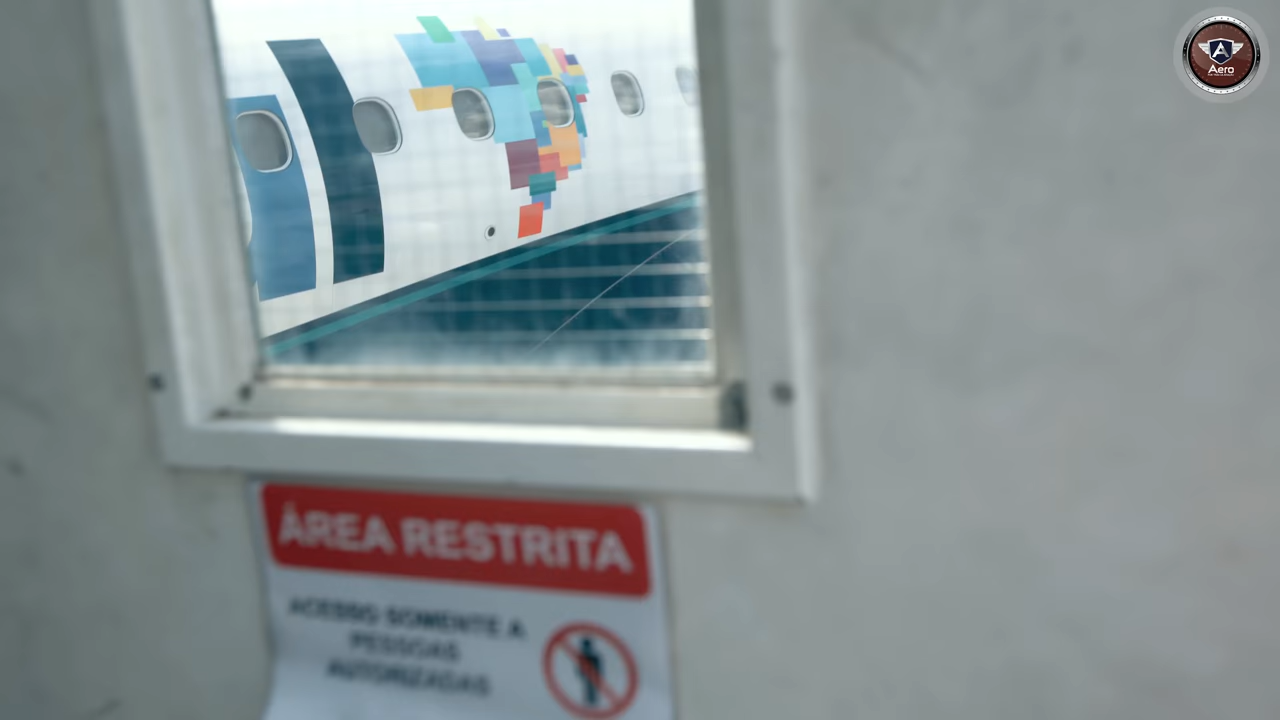 Aero
ÁREA RESTRITA
ACESSO SOMENTE A
PESSOAS
AUTORIZADAS